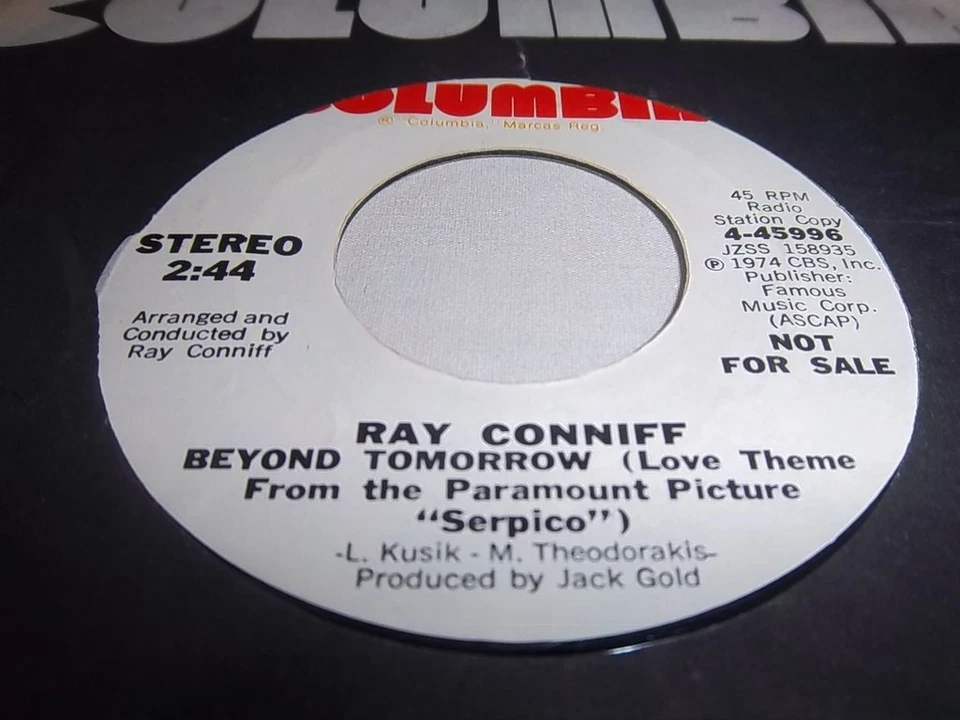 COLUMBIA
COLUMBIA
® "Columbia," Marcas Reg.
STEREO
2:44
Arranged and
Conducted by
Ray Conniff
45 RPM
Radio
Station Copy
4-45996
JZSS 158935
℗ 1974 CBS, Inc.
Publisher:
Famous
Music Corp.
(ASCAP)
NOT
FOR SALE
RAY CONNIFF
BEYOND TOMORROW (Love Theme
From the Paramount Picture
"Serpico")
-L. Kusik - M. Theodorakis-
Produced by Jack Gold